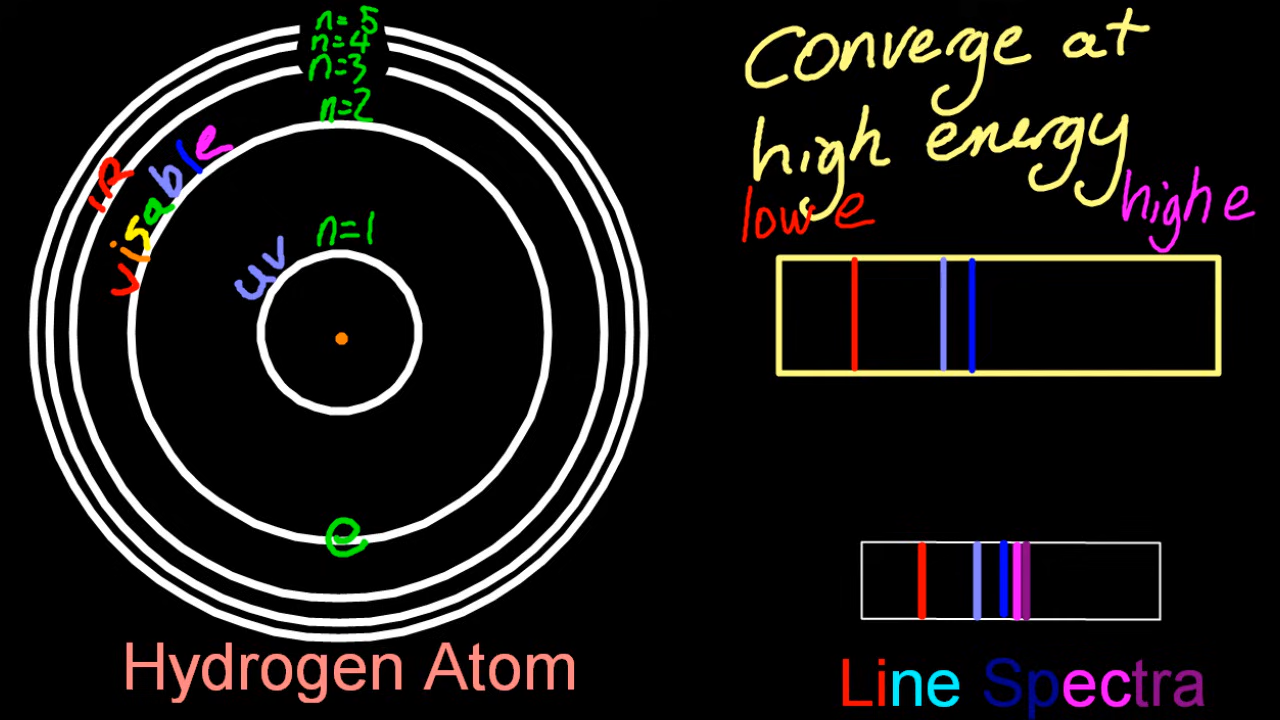 n=5
n=4
n=3
n=2
n=1
IR
visable
uv
e
Hydrogen Atom
Converge at
high energy
low e
high e
Line Spectra